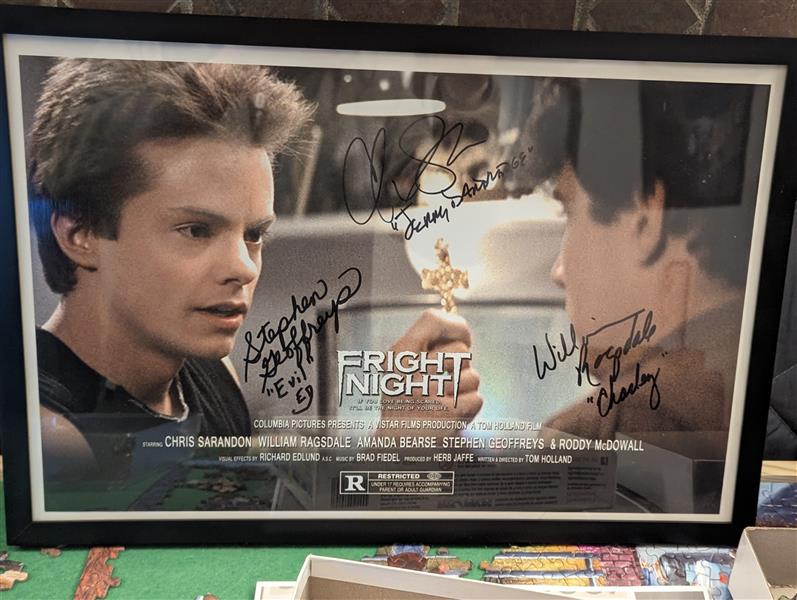 Chris S
"JERRY DANDRIDGE"
Stephen
Geoffreys
"Evil"
ED
William
Ragsdale
"Charley"
FRIGHT
NIGHT
IF YOU LOVE BEING SCARED,
IT'LL BE THE NIGHT OF YOUR LIFE.
COLUMBIA PICTURES PRESENTS A VISTAR FILMS PRODUCTION A TOM HOLLAND FILM
STARRING CHRIS SARANDON WILLIAM RAGSDALE AMANDA BEARSE STEPHEN GEOFFREYS & RODDY McDOWALL
VISUAL EFFECTS BY RICHARD EDLUND A.S.C. MUSIC BY BRAD FIEDEL PRODUCED BY HERB JAFFE WRITTEN & DIRECTED BY TOM HOLLAND
R RESTRICTED
UNDER 17 REQUIRES ACCOMPANYING
PARENT OR ADULT GUARDIAN